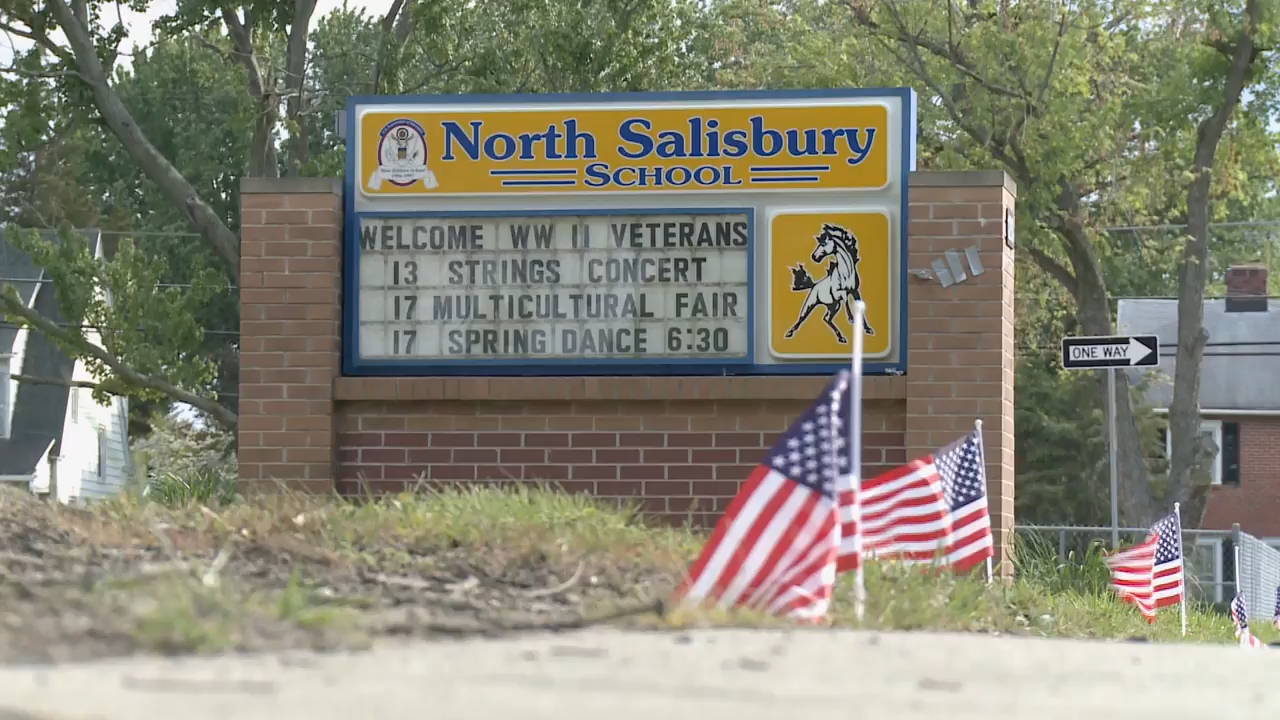 North Salisbury
SCHOOL
WELCOME WW II VETERANS
13 STRINGS CONCERT
17 MULTICULTURAL FAIR
17 SPRING DANCE 6:30
ONE WAY